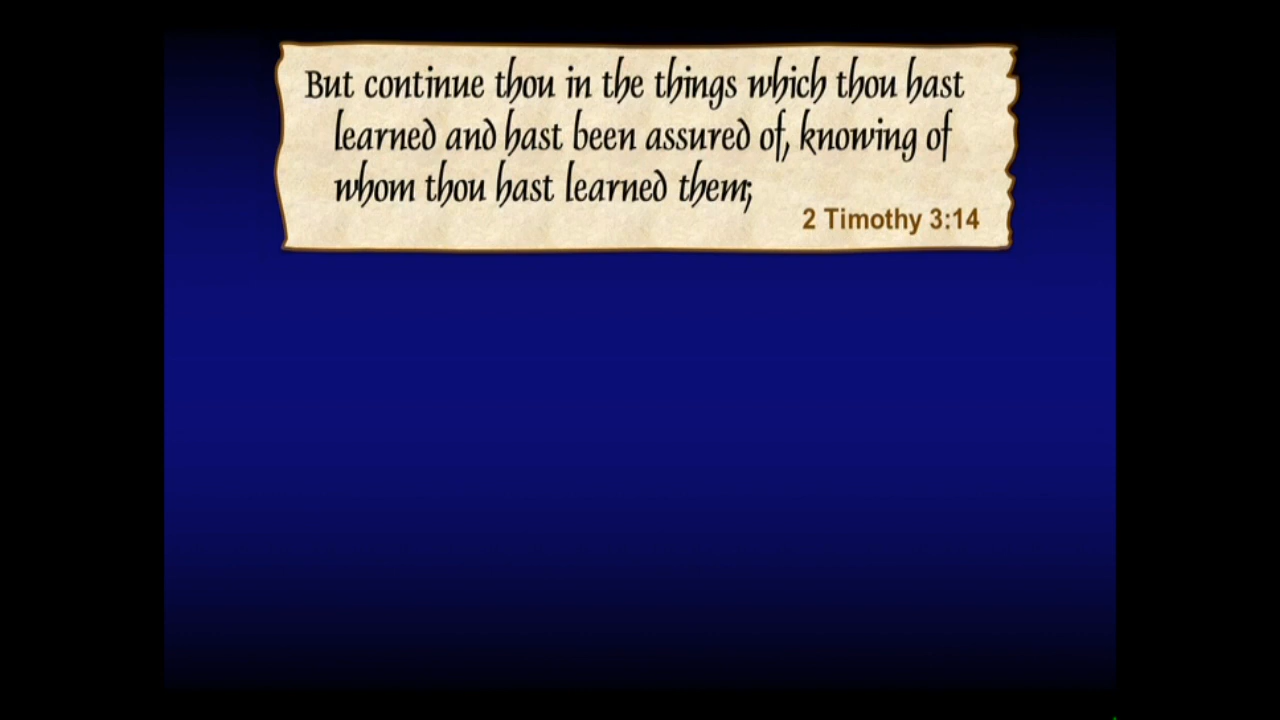 But continue thou in the things which thou hast
learned and hast been assured of, knowing of
whom thou hast learned them;
2 Timothy 3:14